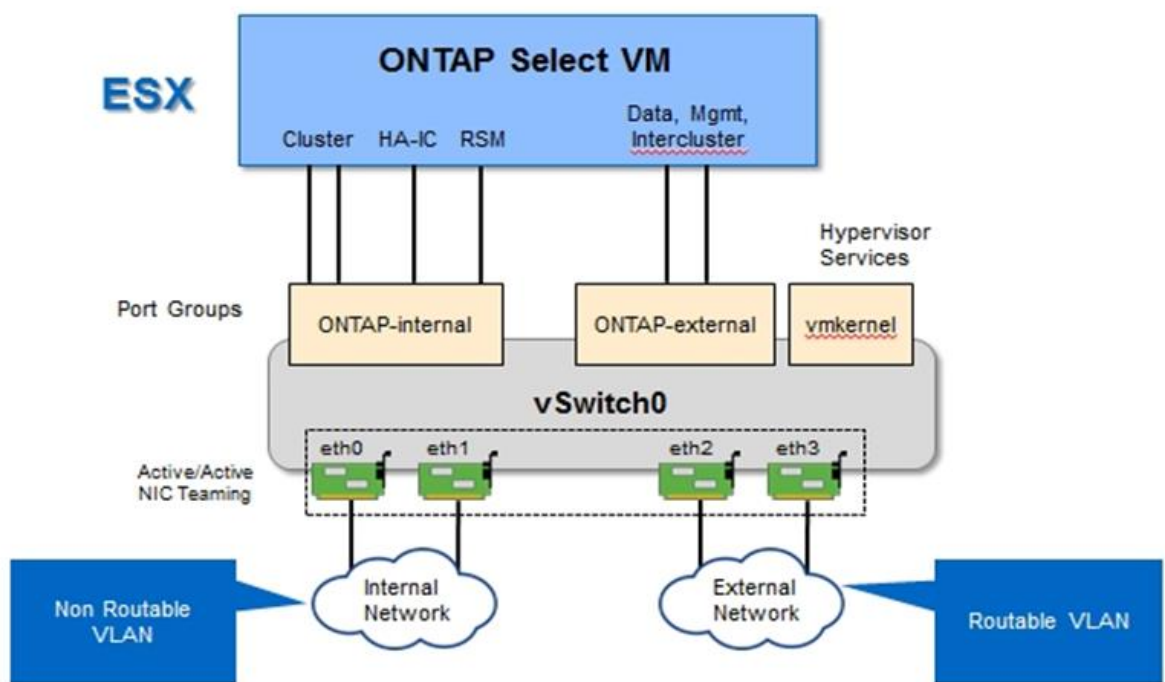 ONTAP Select VM
ESX
Data, Mgmt,
Intercluster
Cluster HA-IC RSM
Hypervisor
Services
Port Groups
ONTAP-internal
ONTAP-external
vmkernel
vSwitch0
eth0 eth1 eth2 eth3
Active/Active
NIC Teaming
Internal
Network
External
Network
Non Routable
VLAN
Routable VLAN